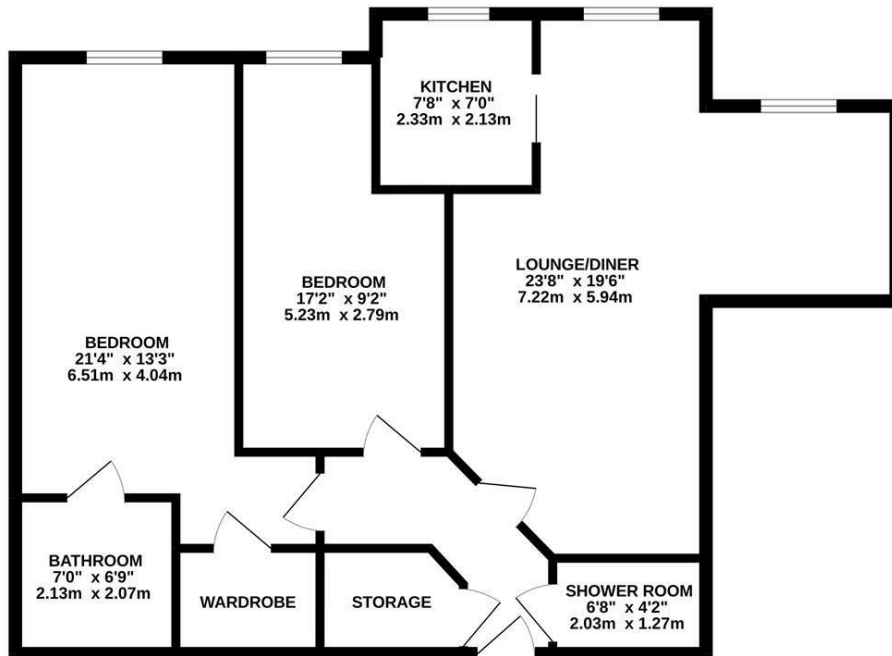 KITCHEN
7'8" x 7'0"
2.33m x 2.13m
LOUNGE/DINER
23'8" x 19'6"
7.22m x 5.94m
BEDROOM
17'2" x 9'2"
5.23m x 2.79m
BEDROOM
21'4" x 13'3"
6.51m x 4.04m
BATHROOM
7'0" x 6'9"
2.13m x 2.07m
WARDROBE
STORAGE
SHOWER ROOM
6'8" x 4'2"
2.03m x 1.27m